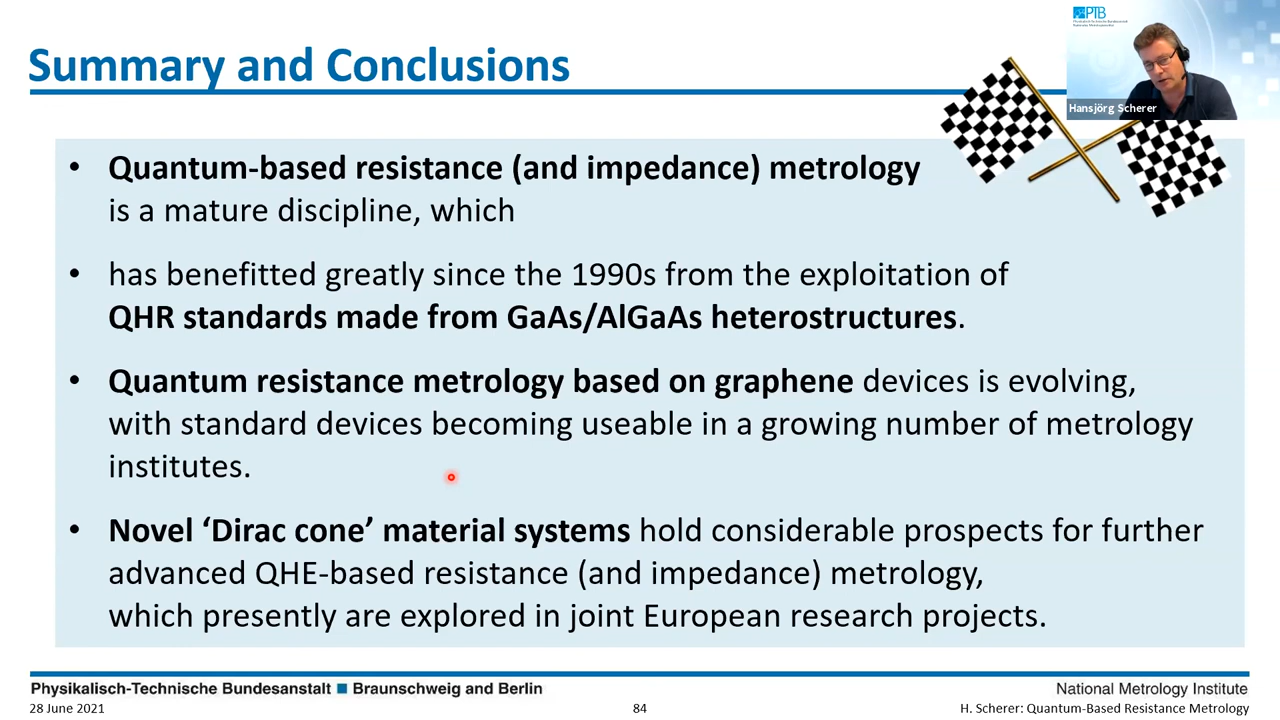 PTB
Summary and Conclusions
Hansjörg Scherer
• Quantum-based resistance (and impedance) metrology
is a mature discipline, which
• has benefitted greatly since the 1990s from the exploitation of
QHR standards made from GaAs/AlGaAs heterostructures.
• Quantum resistance metrology based on graphene devices is evolving,
with standard devices becoming useable in a growing number of metrology
institutes.
• Novel ‘Dirac cone’ material systems hold considerable prospects for further
advanced QHE-based resistance (and impedance) metrology,
which presently are explored in joint European research projects.
Physikalisch-Technische Bundesanstalt ■ Braunschweig and Berlin
National Metrology Institute
28 June 2021
84
H. Scherer: Quantum-Based Resistance Metrology